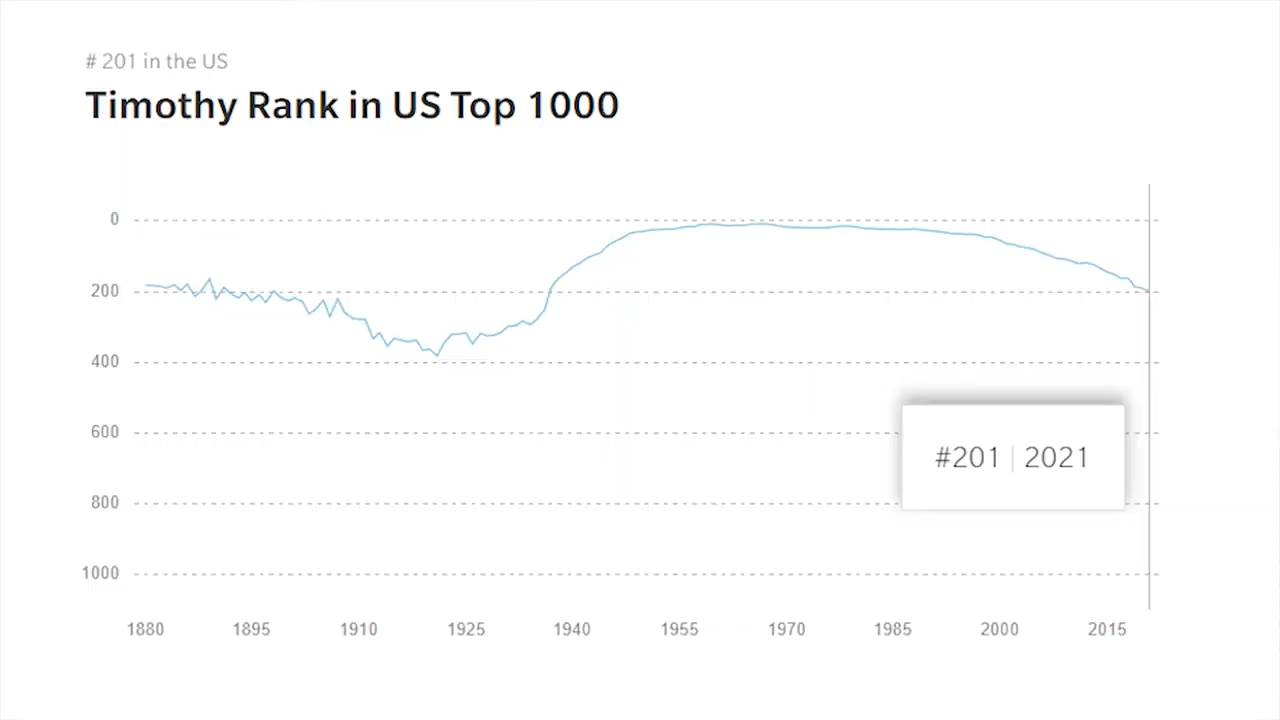 # 201 in the US
Timothy Rank in US Top 1000
0
200
400
600
#201 | 2021
800
1000
1880 1895 1910 1925 1940 1955 1970 1985 2000 2015